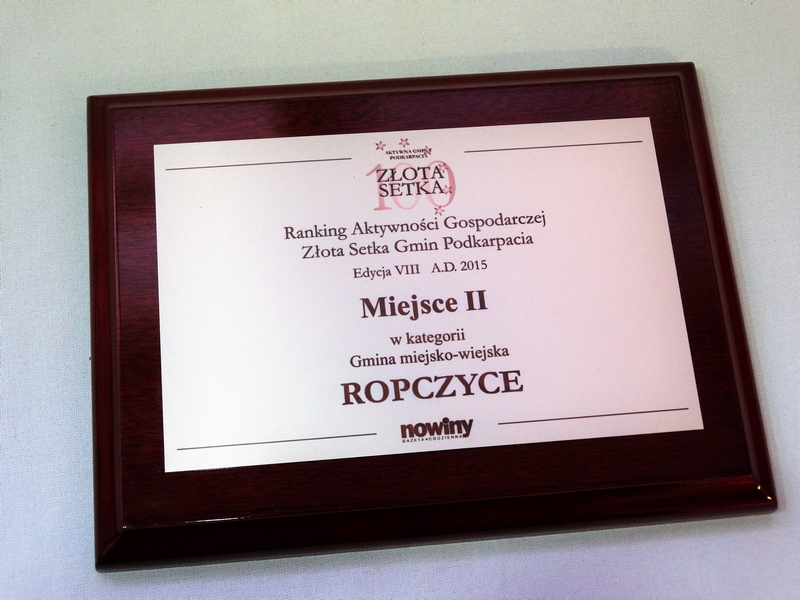 AKTYWNA GMINA
PODKARPACIA
100
ZŁOTA
SETKA
Ranking Aktywności Gospodarczej
Złota Setka Gmin Podkarpacia
Edycja VIII A.D. 2015
Miejsce II
w kategorii
Gmina miejsko-wiejska
ROPCZYCE
nowiny
GAZETA CODZIENNA